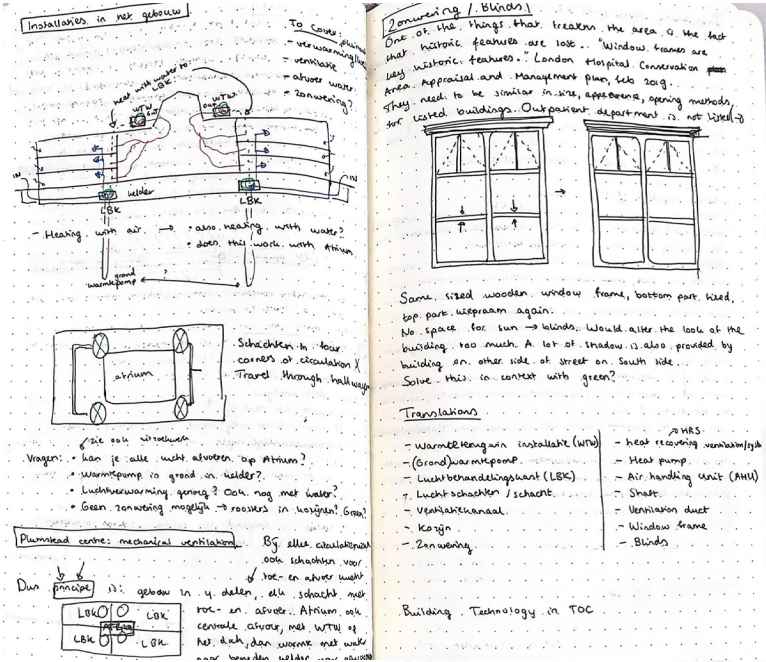 Installaties in het gebouw
To cover:
- verwarming
- ventilatie
- afvoer water
- zonwering?
heat with water to LBK
WTW
WTW
IN
IN
kelder
LBK
LBK
- Heating with air → • also heating with water?
• does this work with Atrium
grond
warmtepomp
?
atrium
Schachten in four
corners of circulation X
Travel through hallways
zie ook
Vragen: • kan je alle lucht afvoeren op Atrium?
• Warmtepomp in grond in kelder?
• Luchtverwarming genoeg? Ook nog met water?
• Geen zonwering mogelijk → roosters in kozijnen? Green?
Plumstead centre: mechanical ventilation
Bij elke
ook schachten voor
toe- en afvoer lucht
Dus principe is: gebouw in 4 delen, elk schacht met
toe- en afvoer. Atrium ook
centrale afvoer, met WTW op
het dak, dan warmte met water
naar beneden kelder
LBK
LBK
LBK
LBK
Zonwering / Blinds
One of the things that treatens the area is the fact
that historic features are lost. "Window frames are
key historic features." London Hospital Conservation
Area Appraisal and Management plan, feb 2019.
They need to be similar in size, appearence, opening methods,
for Listed buildings. Outpatient department is not Listed
→
Same sized wooden window frame, bottom part fixed,
top part kiepraam again.
No space for sun → blinds. Would alter the look of the
building too much. A lot of shadow is also provided by
building on other side of street on South side.
Solve this in context with green?
Translations
- Warmteterugwin installatie (WTW)
- (Grond)warmtepomp
- Luchtbehandelingskast (LBK)
- Luchtschachten / schacht
- Ventilatiekanaal
- Kozijn
- Zonwering
→ HRS
- heat recovering ventilation/syst
- Heat pump
- Air handling Unit (AHU)
- Shaft
- Ventilation duct
- Window frame
- Blinds
Building Technology in TOC